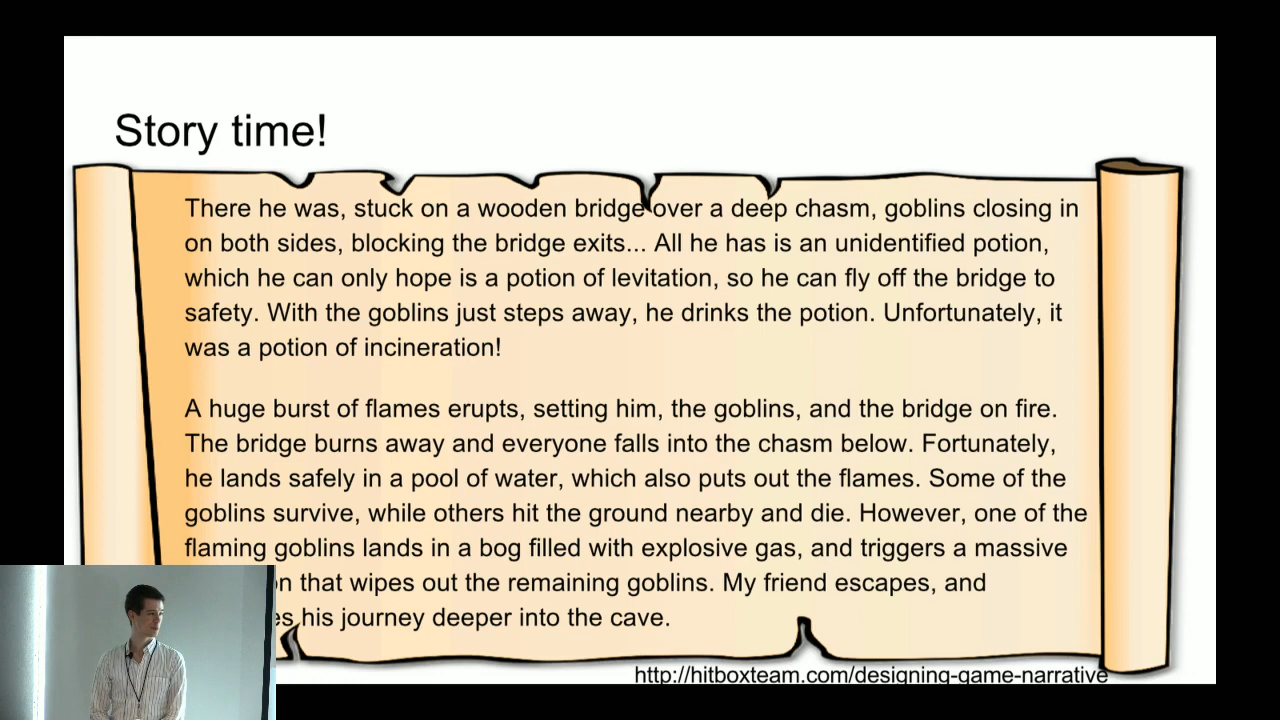 Story time!
There he was, stuck on a wooden bridge over a deep chasm, goblins closing in
on both sides, blocking the bridge exits... All he has is an unidentified potion,
which he can only hope is a potion of levitation, so he can fly off the bridge to
safety. With the goblins just steps away, he drinks the potion. Unfortunately, it
was a potion of incineration!
A huge burst of flames erupts, setting him, the goblins, and the bridge on fire.
The bridge burns away and everyone falls into the chasm below. Fortunately,
he lands safely in a pool of water, which also puts out the flames. Some of the
goblins survive, while others hit the ground nearby and die. However, one of the
flaming goblins lands in a bog filled with explosive gas, and triggers a massive
that wipes out the remaining goblins. My friend escapes, and
his journey deeper into the cave.
http://hitboxteam.com/designing-game-narrative